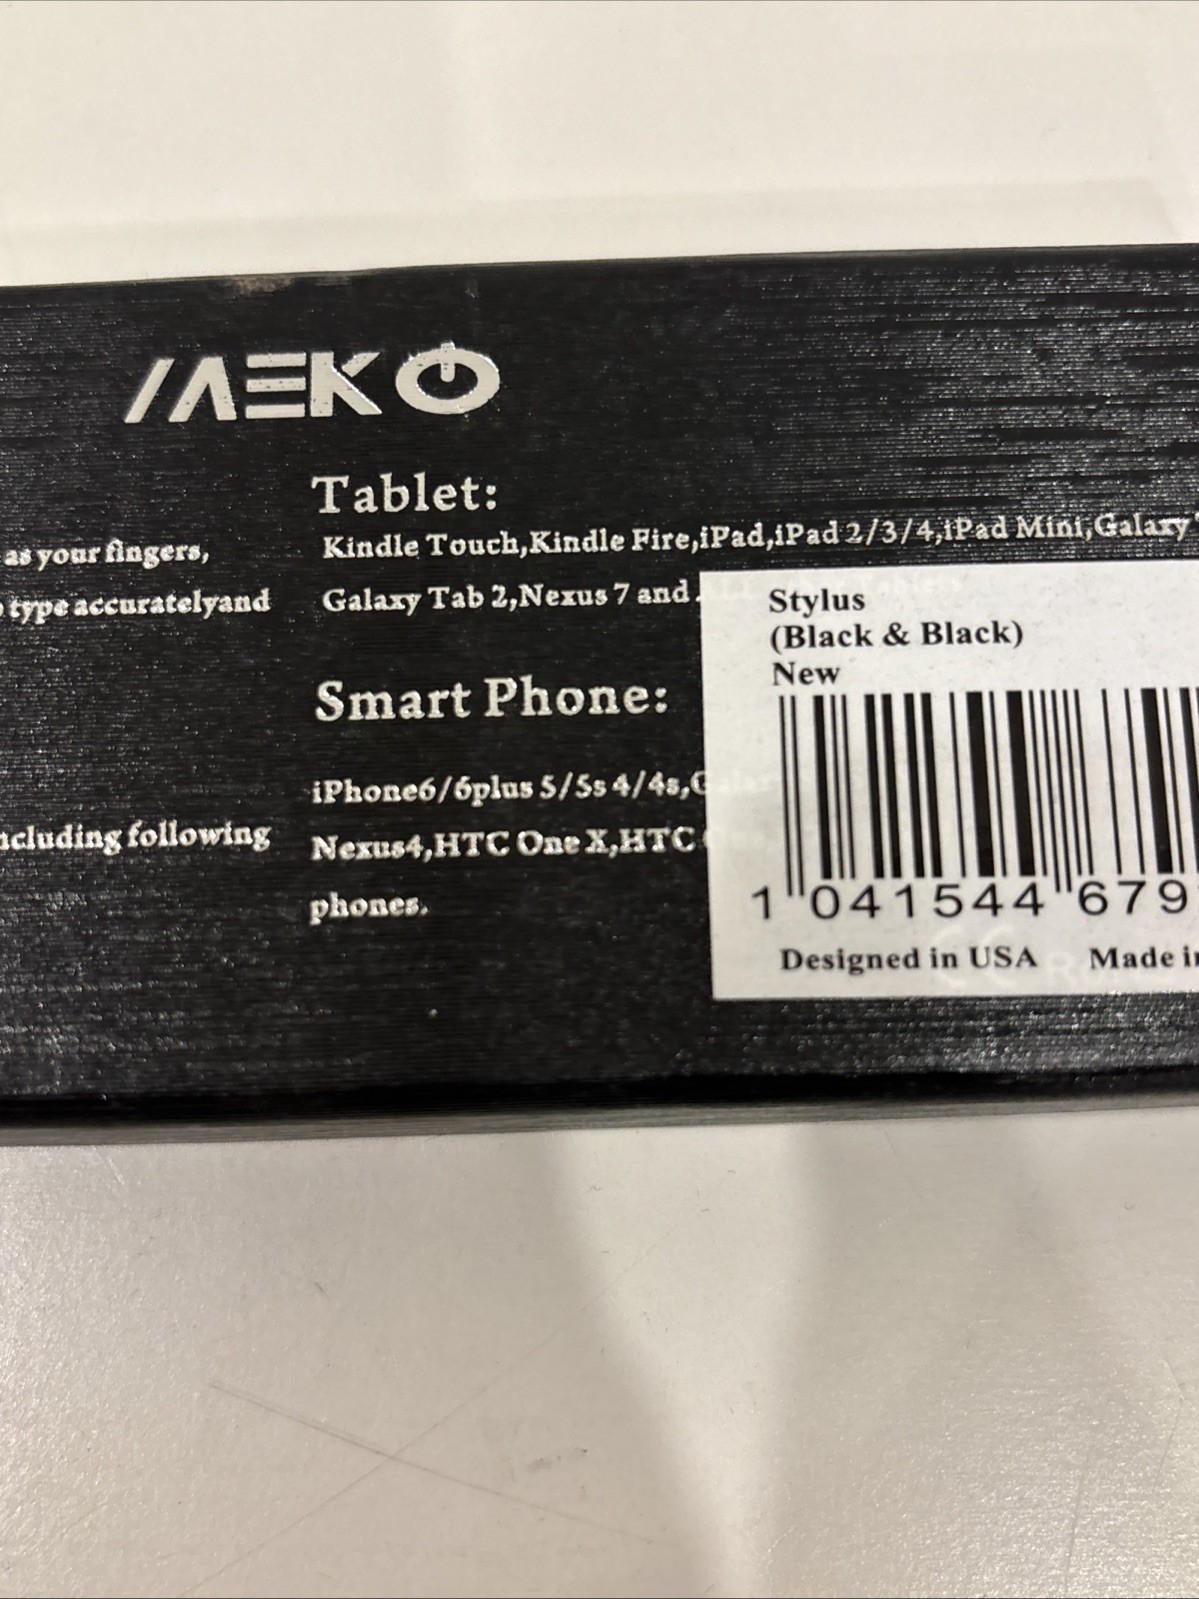 MEKO
Tablet:
as your fingers,
Kindle Touch,Kindle Fire,iPad,iPad 2/3/4,iPad Mini,Galaxy
type accuratelyand
Galaxy Tab 2,Nexus 7 and
Smart Phone:
iPhone6/6plus 5/5s 4/4s,
following
Nexus4,HTC One X,HTC
phones.
Stylus
(Black & Black)
New
1 041544 679
Designed in USA Made